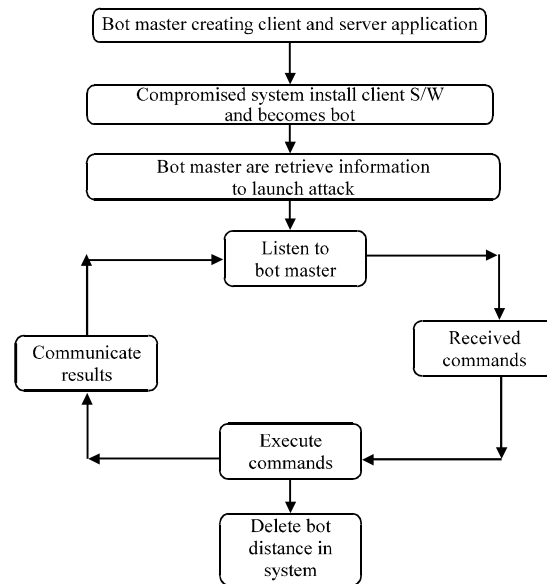 Bot master creating client and server application
Compromised system install client S/W
and becomes bot
Bot master are retrieve information
to launch attack
Listen to
bot master
Communicate
results
Received
commands
Execute
commands
Delete bot
distance in
system